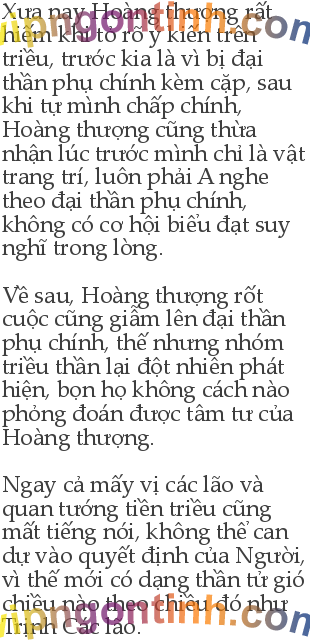 Xưa nay Hoàng thượng rất
hiếm khi tỏ rõ ý kiến trên
triều, trước kia là vì bị đại
thần phụ chính kèm cặp, sau
khi tự mình chấp chính,
Hoàng thượng cũng thừa
nhận lúc trước mình chỉ là vật
trang trí, luôn phải A nghe
theo đại thần phụ chính,
không có cơ hội biểu đạt suy
nghĩ trong lòng.
Về sau, Hoàng thượng rốt
cuộc cũng giẫm lên đại thần
phụ chính, thế nhưng nhóm
triều thần lại đột nhiên phát
hiện, bọn họ không cách nào
phỏng đoán được tâm tư của
Hoàng thượng.
Ngay cả mấy vị các lão và
quan tướng tiền triều cũng
mất tiếng nói, không thể can
dự vào quyết định của Người,
vì thế mới có dạng thần tử gió
chiều nào theo chiều đó như
Trịnh Các lão.
vipngontinh.com
vipngontinh.com